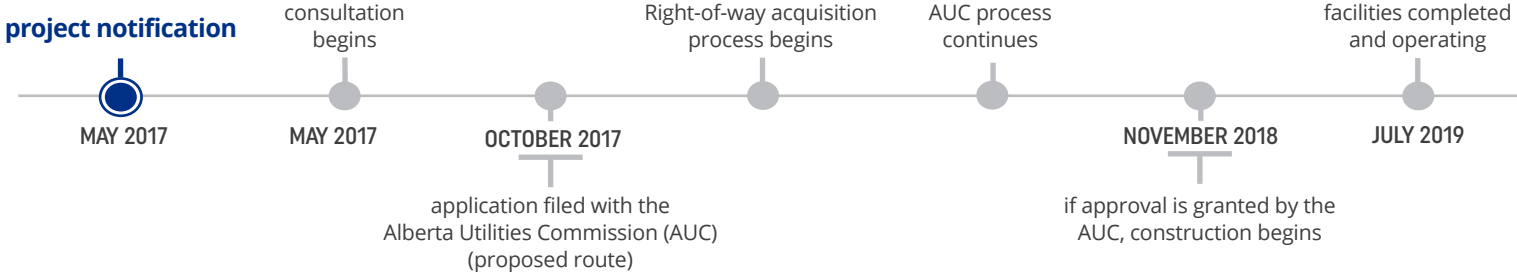 project notification
MAY 2017
consultation
begins
MAY 2017
OCTOBER 2017
application filed with the
Alberta Utilities Commission (AUC)
(proposed route)
Right-of-way acquisition
process begins
AUC process
continues
NOVEMBER 2018
if approval is granted by the
AUC, construction begins
facilities completed
and operating
JULY 2019